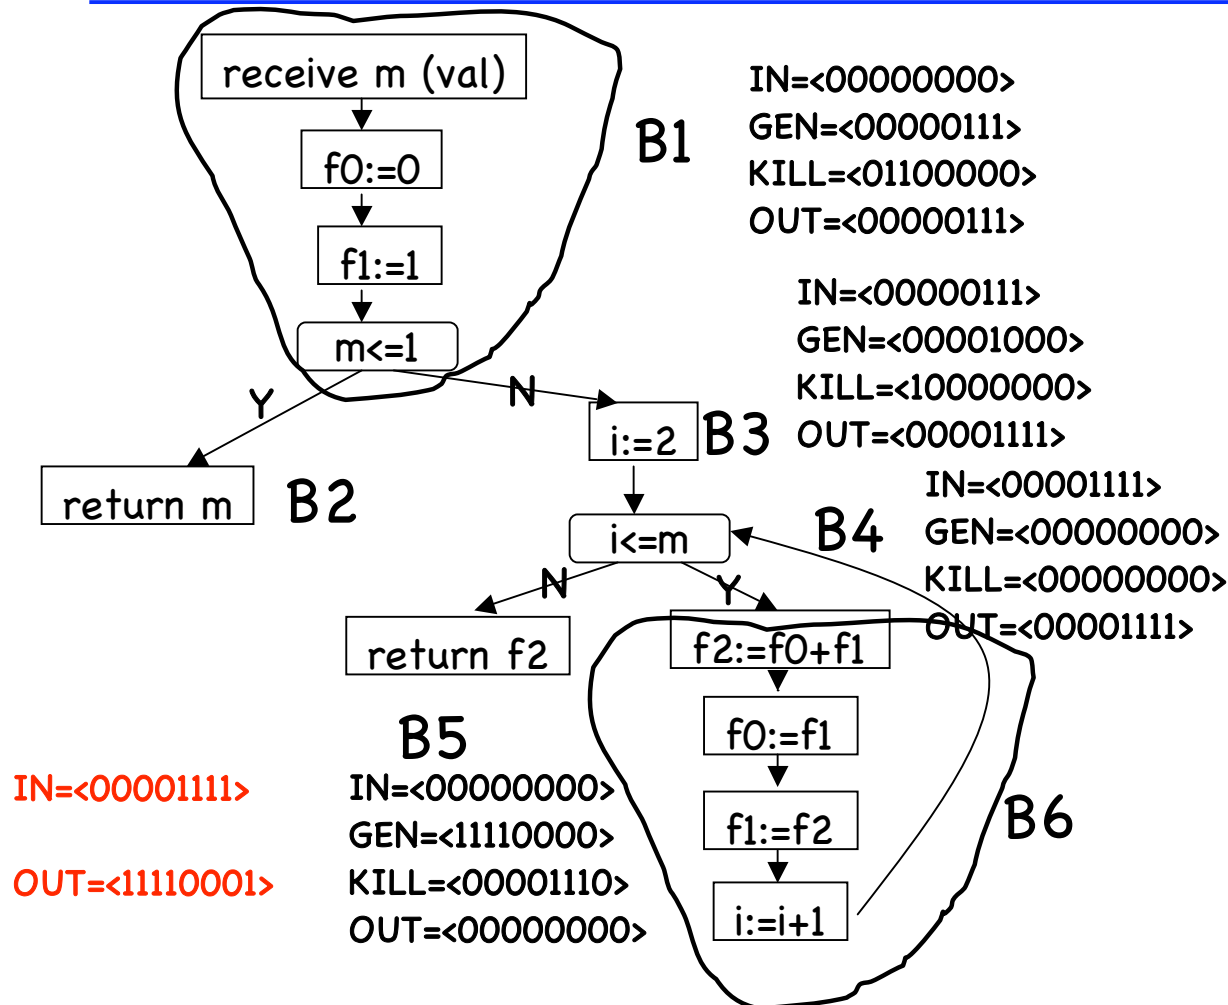 receive m (val)
f0:=0
f1:=1
m<=1
B1
IN=<00000000>
GEN=<00000111>
KILL=<01100000>
OUT=<00000111>
Y
N
return m
B2
i:=2
B3
IN=<00000111>
GEN=<00001000>
KILL=<10000000>
OUT=<00001111>
i<=m
B4
IN=<00001111>
GEN=<00000000>
KILL=<00000000>
OUT=<00001111>
N
Y
return f2
B5
f2:=f0+f1
f0:=f1
f1:=f2
i:=i+1
B6
IN=<00001111>
OUT=<11110001>
IN=<00000000>
GEN=<11110000>
KILL=<00001110>
OUT=<00000000>